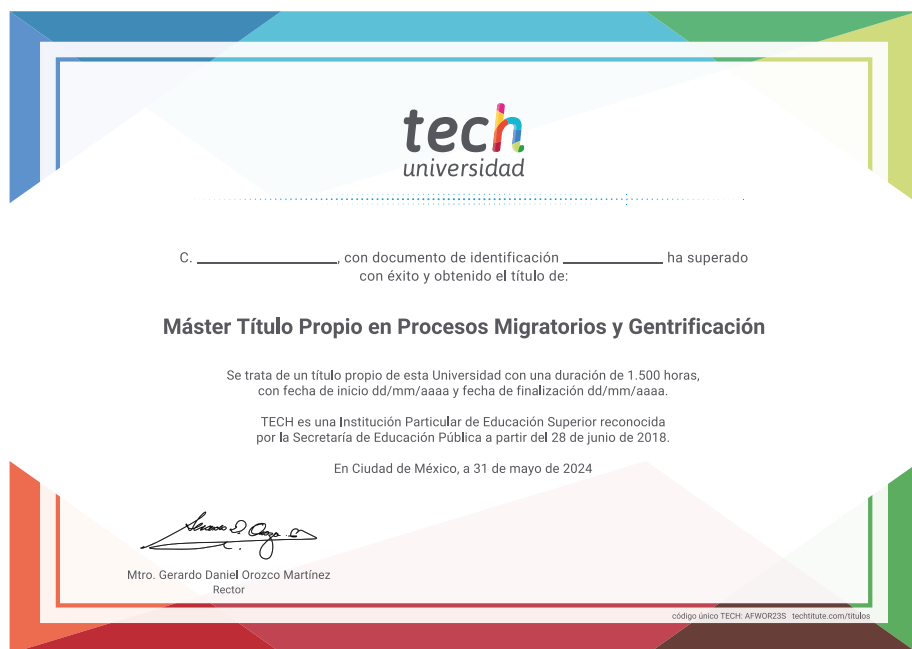 tech
universidad
C. ____________, con documento de identificación ____________ ha superado
con éxito y obtenido el título de:
Máster Título Propio en Procesos Migratorios y Gentrificación
Se trata de un título propio de esta Universidad con una duración de 1.500 horas,
con fecha de inicio dd/mm/aaaa y fecha de finalización dd/mm/aaaa.
TECH es una Institución Particular de Educación Superior reconocida
por la Secretaría de Educación Pública a partir del 28 de junio de 2018.
En Ciudad de México, a 31 de mayo de 2024
Mtro. Gerardo Daniel Orozco Martínez
Rector
código único TECH: AFWOR23S techtitute.com/titulos